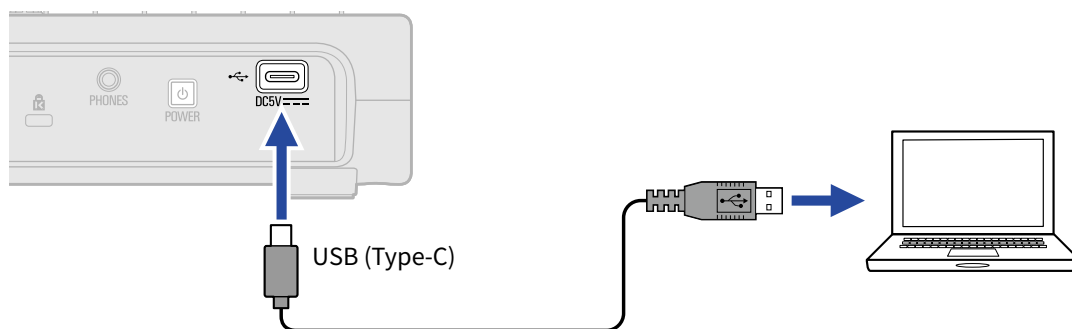 PHONES
POWER
DC5V
USB (Type-C)
K